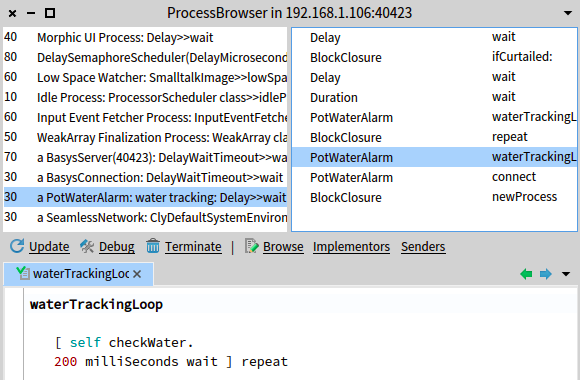 ProcessBrowser in 192.168.1.106:40423
40 Morphic UI Process: Delay>>wait
80 DelaySemaphoreScheduler(DelayMicrosecond
60 Low Space Watcher: SmalltalkImage>>lowSpa
10 Idle Process: ProcessorScheduler class>>idleP
60 Input Event Fetcher Process: InputEventFetche
50 WeakArray Finalization Process: WeakArray cla
70 a BasysServer(40423): DelayWaitTimeout>>wa
30 a BasysConnection: DelayWaitTimeout>>wait
30 a PotWaterAlarm: water tracking: Delay>>wait
30 a SeamlessNetwork: ClyDefaultSystemEnviron
Delay wait
BlockClosure ifCurtailed:
Delay wait
Duration wait
PotWaterAlarm waterTrackingL
BlockClosure repeat
PotWaterAlarm waterTrackingL
PotWaterAlarm connect
BlockClosure newProcess
Update Debug Terminate | Browse Implementors Senders
waterTrackingLoc
waterTrackingLoop
[ self checkWater.
200 milliSeconds wait ] repeat